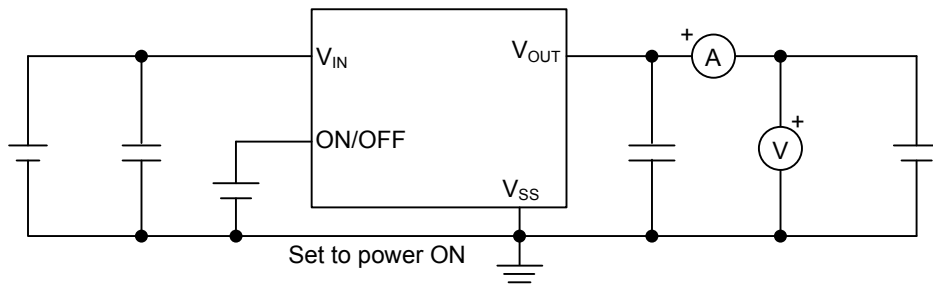 V_IN
V_OUT
+
A
ON/OFF
+
V
V_SS
Set to power ON